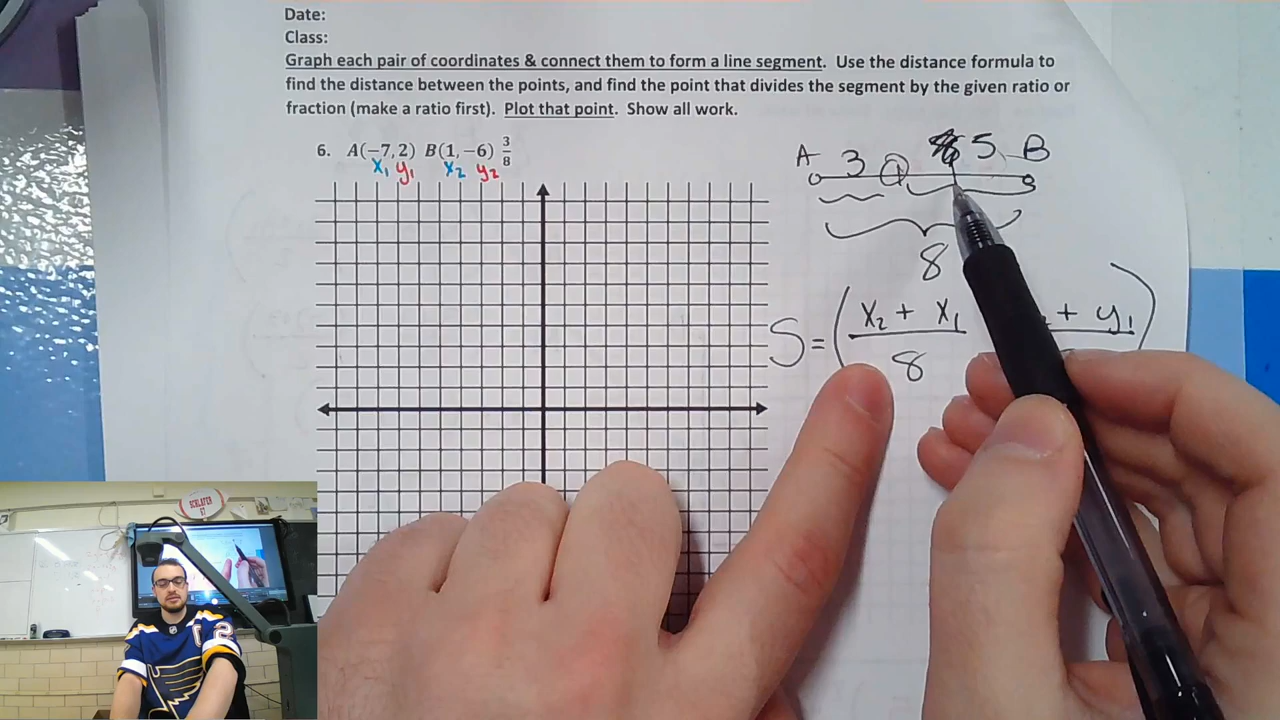 Date:
Class:
Graph each pair of coordinates & connect them to form a line segment. Use the distance formula to
find the distance between the points, and find the point that divides the segment by the given ratio or
fraction (make a ratio first). Plot that point. Show all work.
6. A(−7,2) B(1,−6) 3/8
x₁ y₁ x₂ y₂
A 3 + 5 B
8
S = (x₂ + x₁ / 8 + y₁)